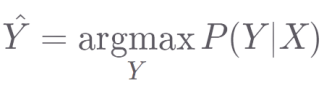 Ŷ = argmax P(Y|X)
Y